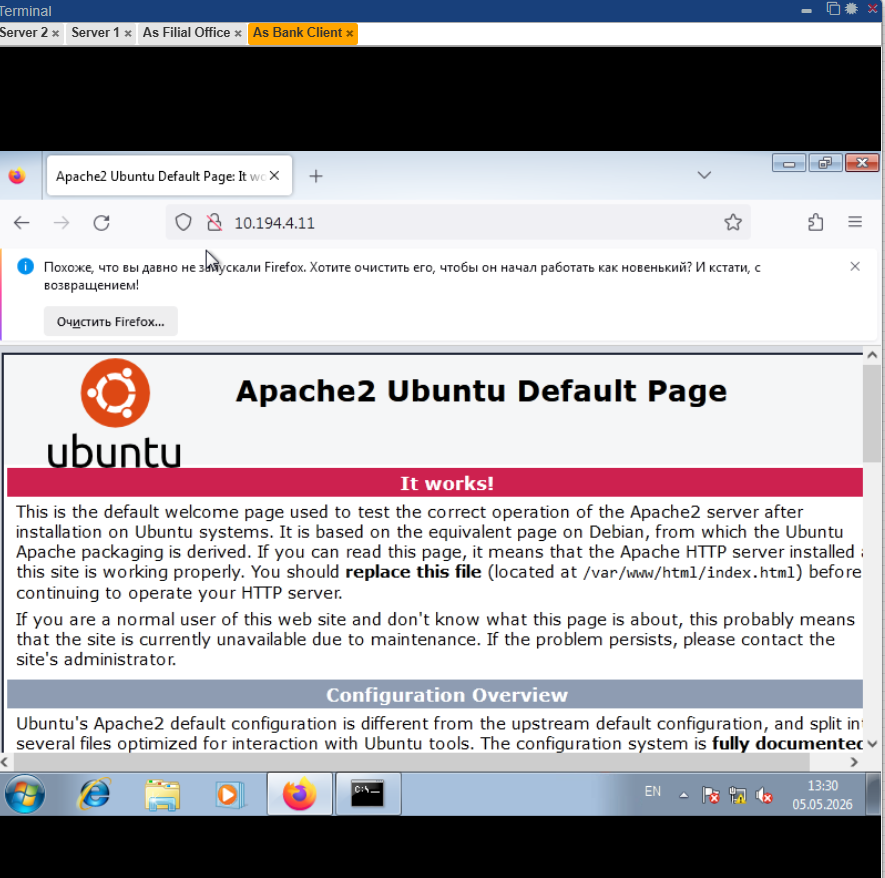 Terminal
Server 2 × Server 1 × As Filial Office × As Bank Client ×
Apache2 Ubuntu Default Page: It wo
10.194.4.11
Похоже, что вы давно не запускали Firefox. Хотите очистить его, чтобы он начал работать как новенький? И кстати, с
возвращением!
Очистить Firefox...
ubuntu
Apache2 Ubuntu Default Page
It works!
This is the default welcome page used to test the correct operation of the Apache2 server after
installation on Ubuntu systems. It is based on the equivalent page on Debian, from which the Ubuntu
Apache packaging is derived. If you can read this page, it means that the Apache HTTP server installed
this site is working properly. You should replace this file (located at /var/www/html/index.html) before
continuing to operate your HTTP server.
If you are a normal user of this web site and don't know what this page is about, this probably means
that the site is currently unavailable due to maintenance. If the problem persists, please contact the
site's administrator.
Configuration Overview
Ubuntu's Apache2 default configuration is different from the upstream default configuration, and split
several files optimized for interaction with Ubuntu tools. The configuration system is fully documented
C:\_
EN
13:30
05.05.2026